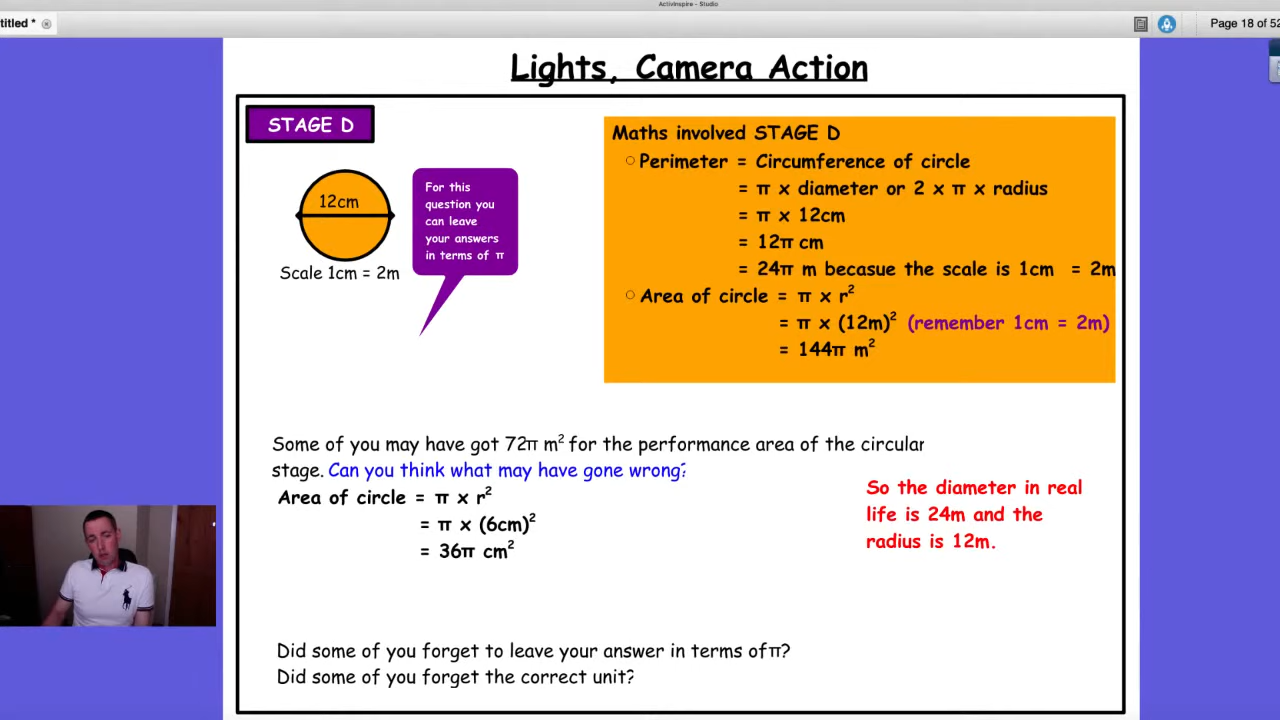 ActivInspire - Studio
titled *
Page 18 of 52
Lights, Camera Action
STAGE D
12cm
Scale 1cm = 2m
For this
question you
can leave
your answers
in terms of π
Maths involved STAGE D
Perimeter = Circumference of circle
= π x diameter or 2 x π x radius
= π x 12cm
= 12π cm
= 24π m becasue the scale is 1cm = 2m
Area of circle = π x r²
= π x (12m)² (remember 1cm = 2m)
= 144π m²
Some of you may have got 72π m² for the performance area of the circular
stage. Can you think what may have gone wrong?
Area of circle = π x r²
= π x (6cm)²
= 36π cm²
So the diameter in real
life is 24m and the
radius is 12m.
Did some of you forget to leave your answer in terms of π?
Did some of you forget the correct unit?